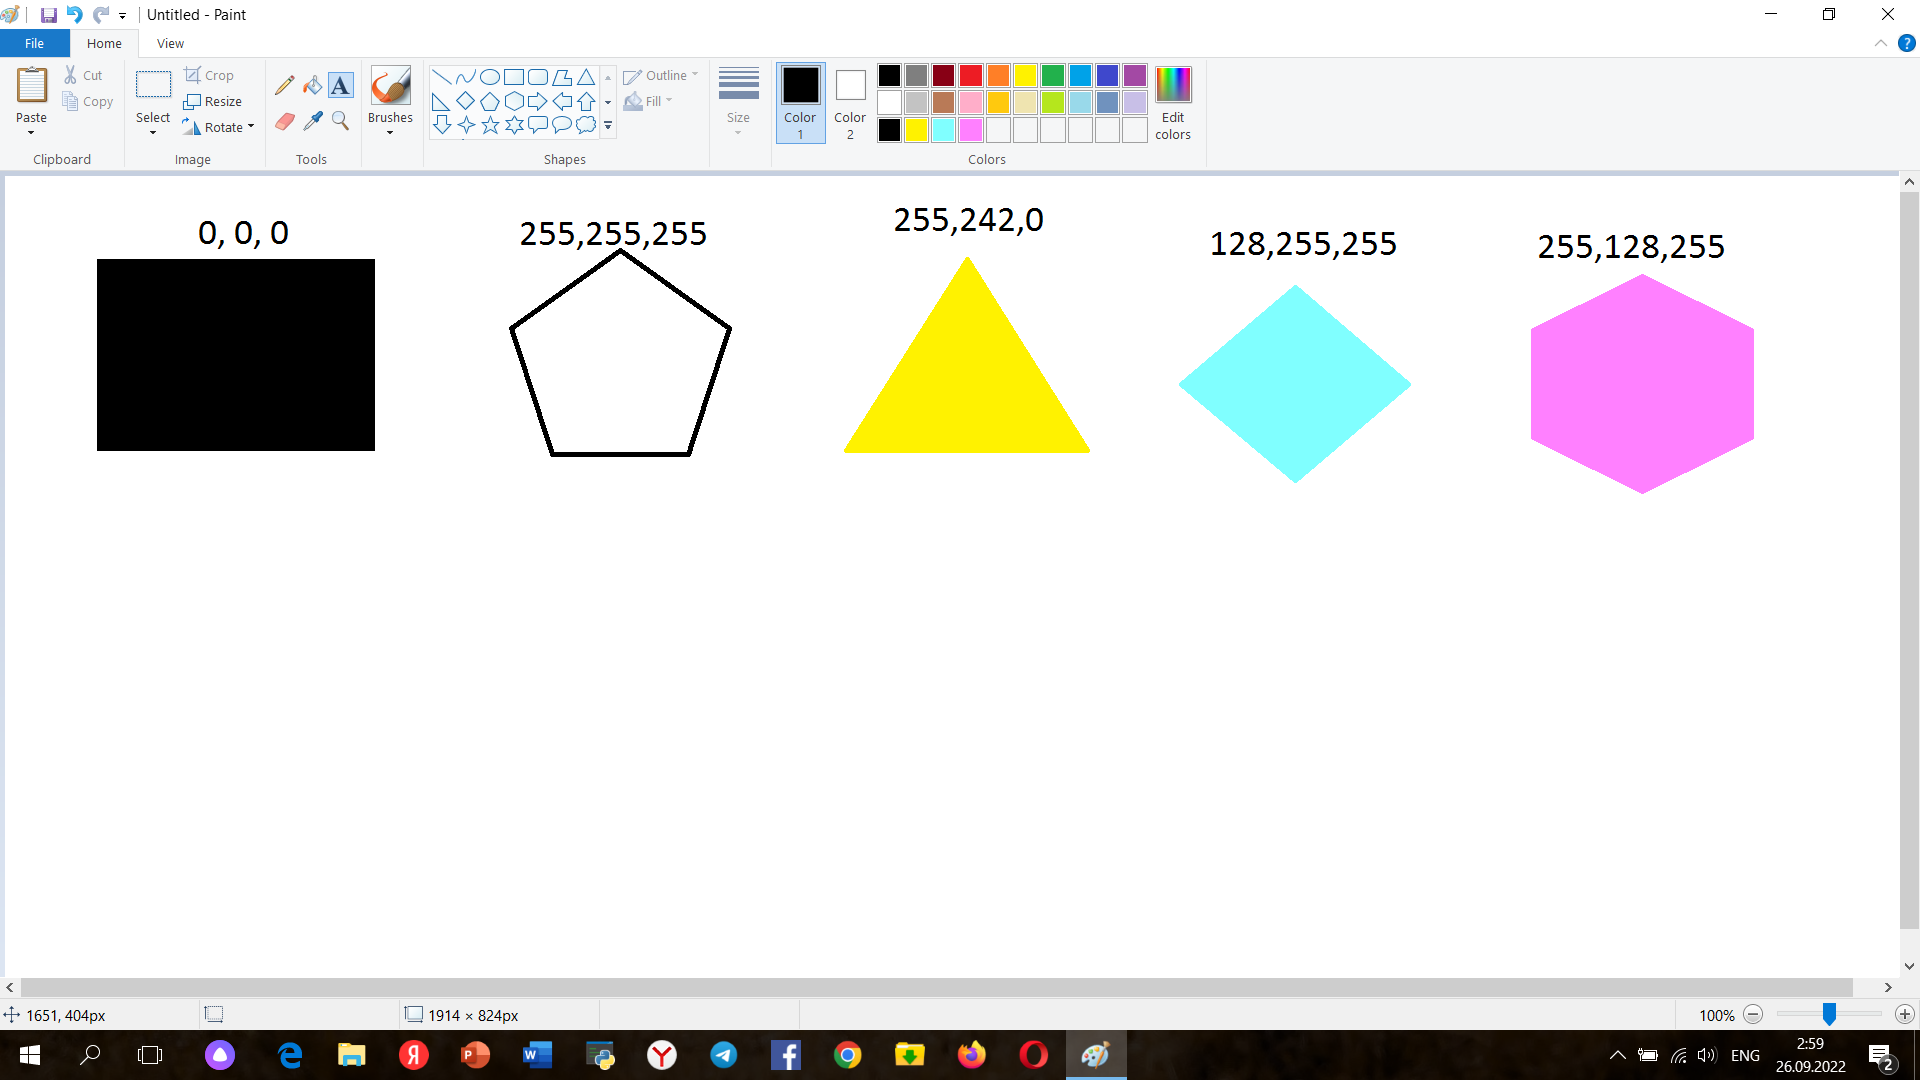 Untitled - Paint
File Home View
Paste
Cut
Copy
Clipboard
Select
Crop
Resize
Rotate
Image
A
Tools
Brushes
Shapes
Outline
Fill
Size
Color 1
Color 2
Colors
Edit colors
0, 0, 0
255,255,255
255,242,0
128,255,255
255,128,255
1651, 404px
1914 × 824px
100%
ENG
2:59
26.09.2022
2